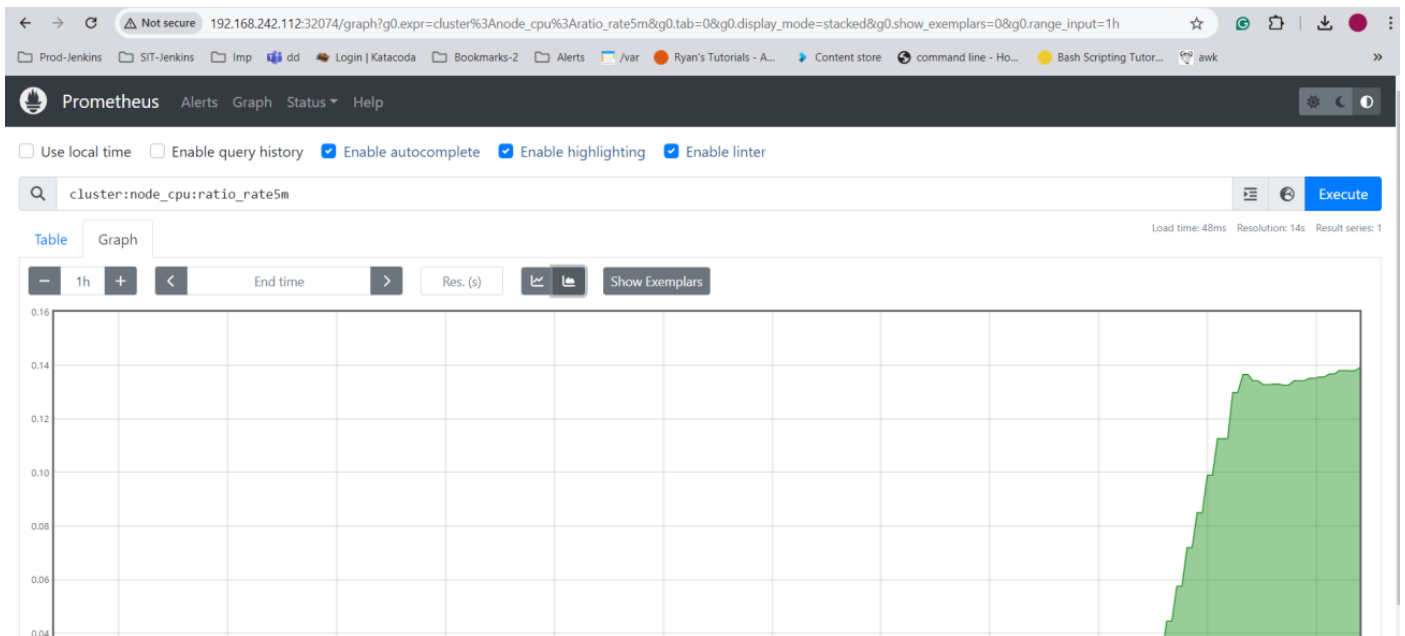 Not secure 192.168.242.112:32074/graph?g0.expr=cluster%3Anode_cpu%3Aratio_rate5m&g0.tab=0&g0.display_mode=stacked&g0.show_exemplars=0&g0.range_input=1h
Prod-Jenkins SIT-Jenkins Imp dd Login | Katacoda Bookmarks-2 Alerts /var Ryan's Tutorials - A... Content store command line - Ho... Bash Scripting Tutor... awk »
Prometheus Alerts Graph Status Help
Use local time Enable query history Enable autocomplete Enable highlighting Enable linter
cluster:node_cpu:ratio_rate5m Execute
Load time: 48ms Resolution: 14s Result series: 1
Table Graph
− 1h + < End time > Res. (s) Show Exemplars
0.16
0.14
0.12
0.10
0.08
0.06
0.04